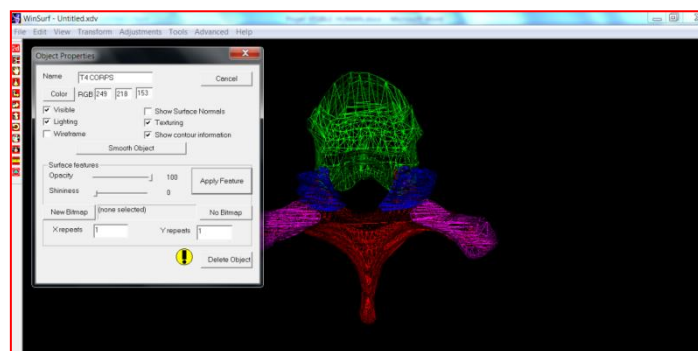 WinSurf - Untitled.xdv
File Edit View Transform Adjustments Tools Advanced Help
Object Properties
Name T4 CORPS Cancel
Color RGB 249 218 153
Visible Show Surface Normals
Lighting Texturing
Wireframe Show contour information
Smooth Object
Surface features
Opacity 100 Apply Feature
Shininess 0
New Bitmap (none selected) No Bitmap
X repeats 1 Y repeats 1
Delete Object